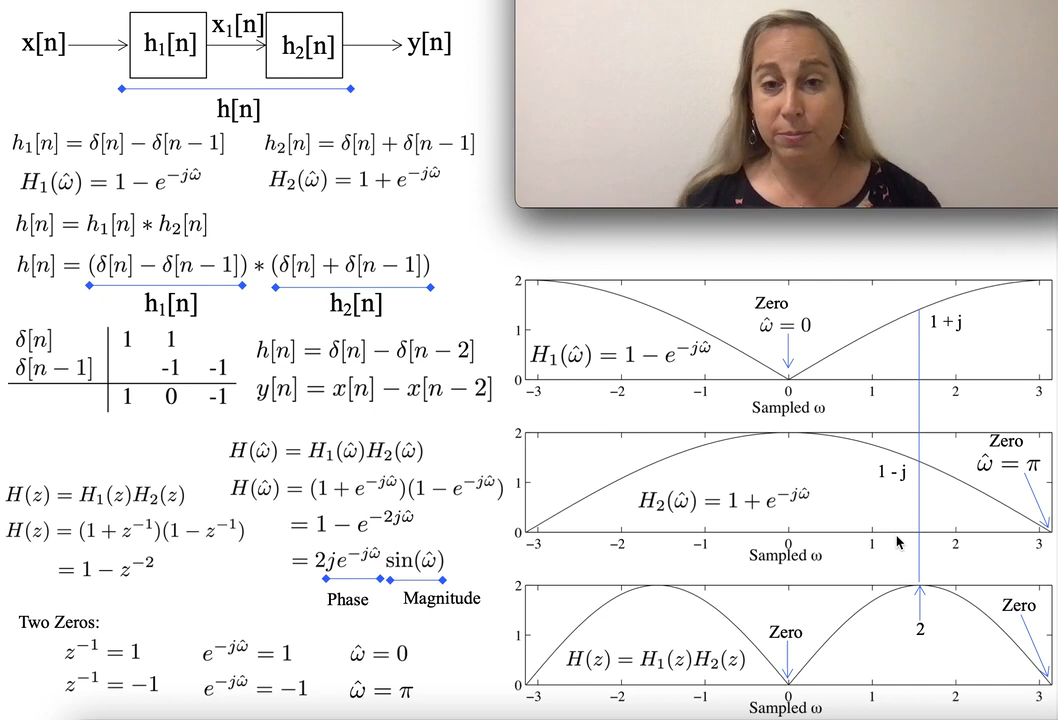 x[n] h₁[n] x₁[n] h₂[n] y[n]
h[n]
h₁[n] = δ[n] − δ[n − 1] h₂[n] = δ[n] + δ[n − 1]
H₁(ω̂) = 1 − e^{−jω̂} H₂(ω̂) = 1 + e^{−jω̂}
h[n] = h₁[n] ∗ h₂[n]
h[n] = (δ[n] − δ[n − 1]) ∗ (δ[n] + δ[n − 1])
h₁[n] h₂[n]
δ[n] 1 1
δ[n − 1] -1 -1
1 0 -1
h[n] = δ[n] − δ[n − 2]
y[n] = x[n] − x[n − 2]
H(z) = H₁(z)H₂(z)
H(z) = (1 + z⁻¹)(1 − z⁻¹)
= 1 − z⁻²
H(ω̂) = H₁(ω̂)H₂(ω̂)
H(ω̂) = (1 + e^{−jω̂})(1 − e^{−jω̂})
= 1 − e^{−2jω̂}
= 2je^{−jω̂} sin(ω̂)
Phase Magnitude
Two Zeros:
z⁻¹ = 1 e^{−jω̂} = 1 ω̂ = 0
z⁻¹ = −1 e^{−jω̂} = −1 ω̂ = π
2
1
0
Zero
ω̂ = 0
1 + j
H₁(ω̂) = 1 − e^{−jω̂}
−3 −2 −1 0 1 2 3
Sampled ω
2
1
0
Zero
ω̂ = π
1 - j
H₂(ω̂) = 1 + e^{−jω̂}
−3 −2 −1 0 1 2 3
Sampled ω
2
1
0
Zero
2
Zero
H(z) = H₁(z)H₂(z)
−3 −2 −1 0 1 2 3
Sampled ω